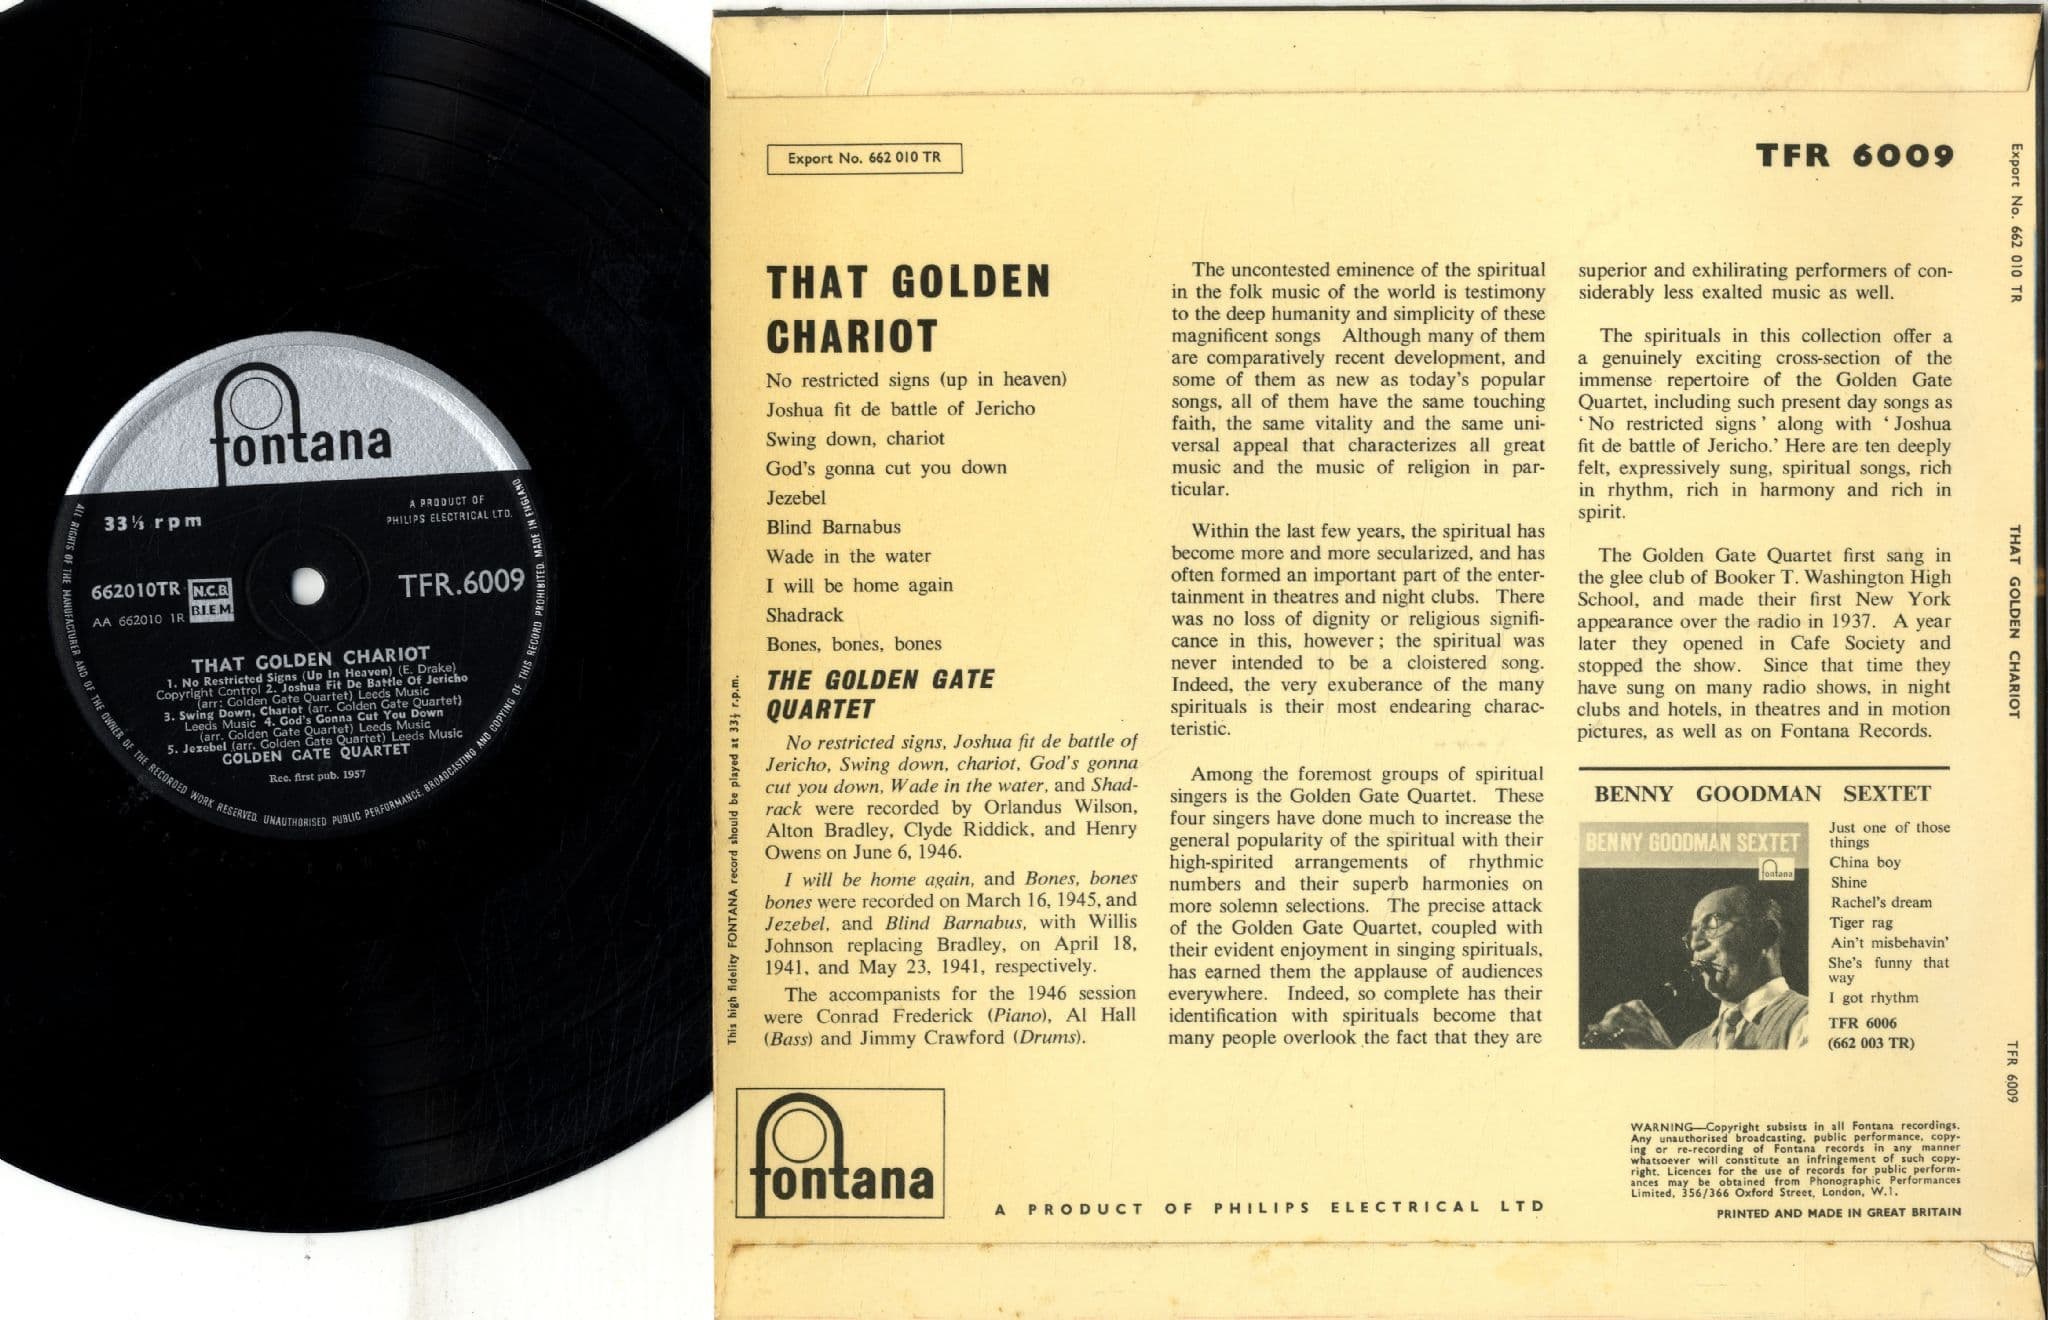 fontana
33⅓ rpm
A PRODUCT OF
PHILIPS ELECTRICAL LTD.
662010TR
N.C.B.
B.I.E.M.
AA 662010 1R
TFR.6009
THAT GOLDEN CHARIOT
1. No Restricted Signs (Up In Heaven) (E. Drake)
Copyright Control 2. Joshua Fit De Battle Of Jericho
(arr: Golden Gate Quartet) Leeds Music
3. Swing Down, Chariot (arr. Golden Gate Quartet)
Leeds Music 4. God's Gonna Cut You Down
(arr. Golden Gate Quartet) Leeds Music
5. Jezebel (arr. Golden Gate Quartet) Leeds Music
GOLDEN GATE QUARTET
Rec. first pub. 1957
ALL RIGHTS OF THE MANUFACTURER AND OF THE OWNER OF THE RECORDED WORK RESERVED. UNAUTHORISED PUBLIC PERFORMANCE, BROADCASTING AND COPYING OF THIS RECORD PROHIBITED. MADE IN ENGLAND
Export No. 662 010 TR
TFR 6009
THAT GOLDEN
CHARIOT
No restricted signs (up in heaven)
Joshua fit de battle of Jericho
Swing down, chariot
God's gonna cut you down
Jezebel
Blind Barnabus
Wade in the water
I will be home again
Shadrack
Bones, bones, bones
THE GOLDEN GATE
QUARTET
No restricted signs, Joshua fit de battle of
Jericho, Swing down, chariot, God's gonna
cut you down, Wade in the water, and Shad-
rack were recorded by Orlandus Wilson,
Alton Bradley, Clyde Riddick, and Henry
Owens on June 6, 1946.
I will be home again, and Bones, bones
bones were recorded on March 16, 1945, and
Jezebel, and Blind Barnabus, with Willis
Johnson replacing Bradley, on April 18,
1941, and May 23, 1941, respectively.
The accompanists for the 1946 session
were Conrad Frederick (Piano), Al Hall
(Bass) and Jimmy Crawford (Drums).
This high fidelity FONTANA record should be played at 33⅓ r.p.m.
The uncontested eminence of the spiritual
in the folk music of the world is testimony
to the deep humanity and simplicity of these
magnificent songs Although many of them
are comparatively recent development, and
some of them as new as today's popular
songs, all of them have the same touching
faith, the same vitality and the same uni-
versal appeal that characterizes all great
music and the music of religion in par-
ticular.
Within the last few years, the spiritual has
become more and more secularized, and has
often formed an important part of the enter-
tainment in theatres and night clubs. There
was no loss of dignity or religious signifi-
cance in this, however; the spiritual was
never intended to be a cloistered song.
Indeed, the very exuberance of the many
spirituals is their most endearing charac-
teristic.
Among the foremost groups of spiritual
singers is the Golden Gate Quartet. These
four singers have done much to increase the
general popularity of the spiritual with their
high-spirited arrangements of rhythmic
numbers and their superb harmonies on
more solemn selections. The precise attack
of the Golden Gate Quartet, coupled with
their evident enjoyment in singing spirituals,
has earned them the applause of audiences
everywhere. Indeed, so complete has their
identification with spirituals become that
many people overlook the fact that they are
superior and exhilirating performers of con-
siderably less exalted music as well.
The spirituals in this collection offer a
a genuinely exciting cross-section of the
immense repertoire of the Golden Gate
Quartet, including such present day songs as
'No restricted signs' along with 'Joshua
fit de battle of Jericho.' Here are ten deeply
felt, expressively sung, spiritual songs, rich
in rhythm, rich in harmony and rich in
spirit.
The Golden Gate Quartet first sang in
the glee club of Booker T. Washington High
School, and made their first New York
appearance over the radio in 1937. A year
later they opened in Cafe Society and
stopped the show. Since that time they
have sung on many radio shows, in night
clubs and hotels, in theatres and in motion
pictures, as well as on Fontana Records.
BENNY GOODMAN SEXTET
BENNY GOODMAN SEXTET
fontana
Just one of those
things
China boy
Shine
Rachel's dream
Tiger rag
Ain't misbehavin'
She's funny that
way
I got rhythm
TFR 6006
(662 003 TR)
fontana
A PRODUCT OF PHILIPS ELECTRICAL LTD
WARNING—Copyright subsists in all Fontana recordings.
Any unauthorised broadcasting, public performance, copy-
ing or re-recording of Fontana records in any manner
whatsoever will constitute an infringement of such copy-
right. Licences for the use of records for public perform-
ances may be obtained from Phonographic Performances
Limited, 356/366 Oxford Street, London, W.1.
PRINTED AND MADE IN GREAT BRITAIN
Export No. 662 010 TR
THAT GOLDEN CHARIOT
TFR 6009